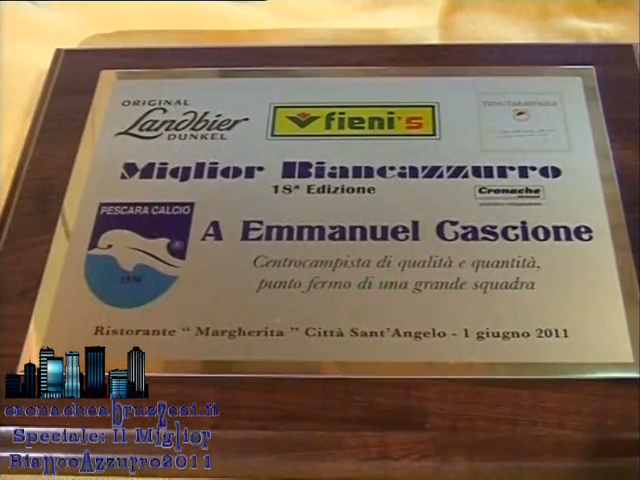 ORIGINAL
Landbier
DUNKEL
fieni's
Miglior Biancazzurro
18ª Edizione
Cronache
PESCARA CALCIO
1936
A Emmanuel Cascione
Centrocampista di qualità e quantità,
punto fermo di una grande squadra
Ristorante “ Margherita ” Città Sant'Angelo - 1 giugno 2011
cronacheabruzzesi.it
Speciale: Il Miglior
BiancoAzzurro2011